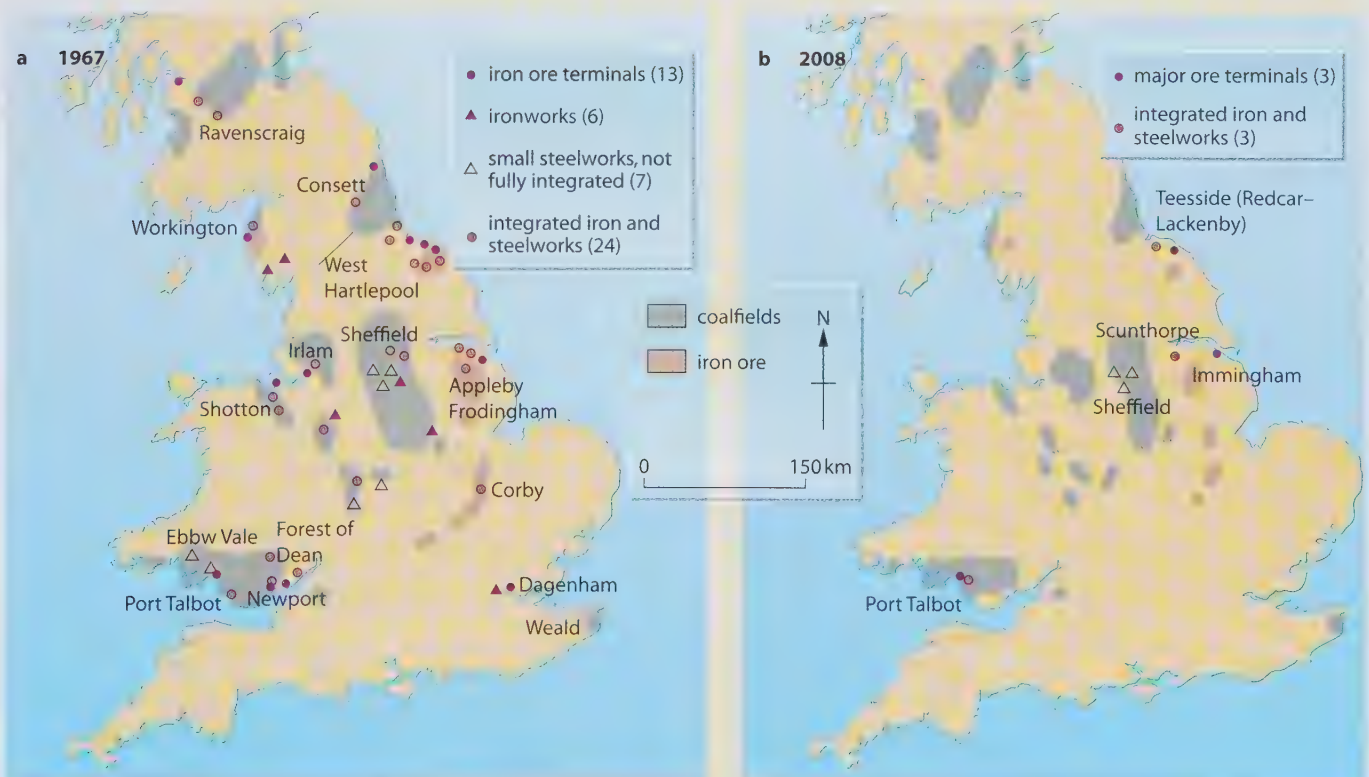 a 1967
iron ore terminals (13)
ironworks (6)
small steelworks, not
fully integrated (7)
integrated iron and
steelworks (24)
Ravenscraig
Consett
Workington
West
Hartlepool
Sheffield
Irlam
Shotton
Appleby
Frodingham
Corby
Ebbw Vale
Forest of
Dean
Port Talbot
Newport
Dagenham
Weald
coalfields
iron ore
N
0 150 km
b 2008
major ore terminals (3)
integrated iron and
steelworks (3)
Teesside (Redcar–
Lackenby)
Scunthorpe
Immingham
Sheffield
Port Talbot